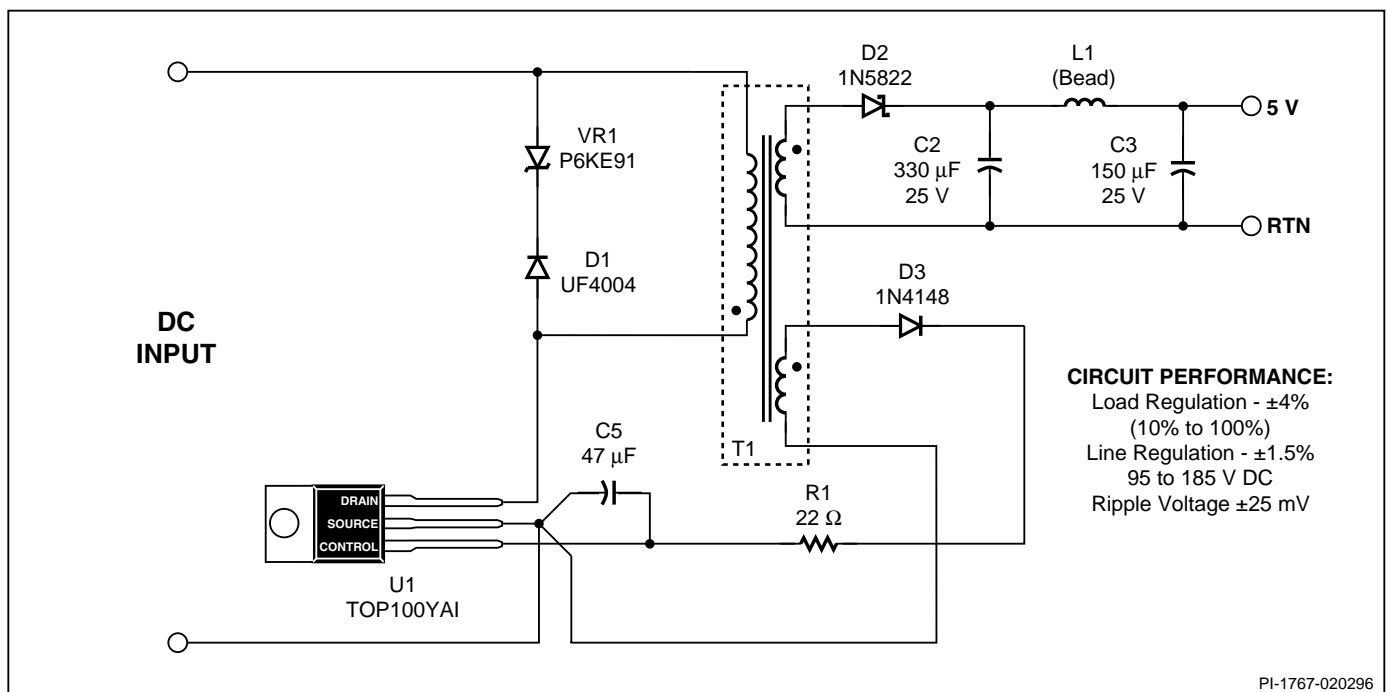 D2
1N5822
L1
(Bead)
5 V
VR1
P6KE91
C2
330 μF
25 V
C3
150 μF
25 V
RTN
D1
UF4004
D3
1N4148
DC
INPUT
CIRCUIT PERFORMANCE:
Load Regulation - ±4%
(10% to 100%)
Line Regulation - ±1.5%
95 to 185 V DC
Ripple Voltage ±25 mV
T1
C5
47 μF
R1
22 Ω
DRAIN
SOURCE
CONTROL
U1
TOP100YAI
PI-1767-020296